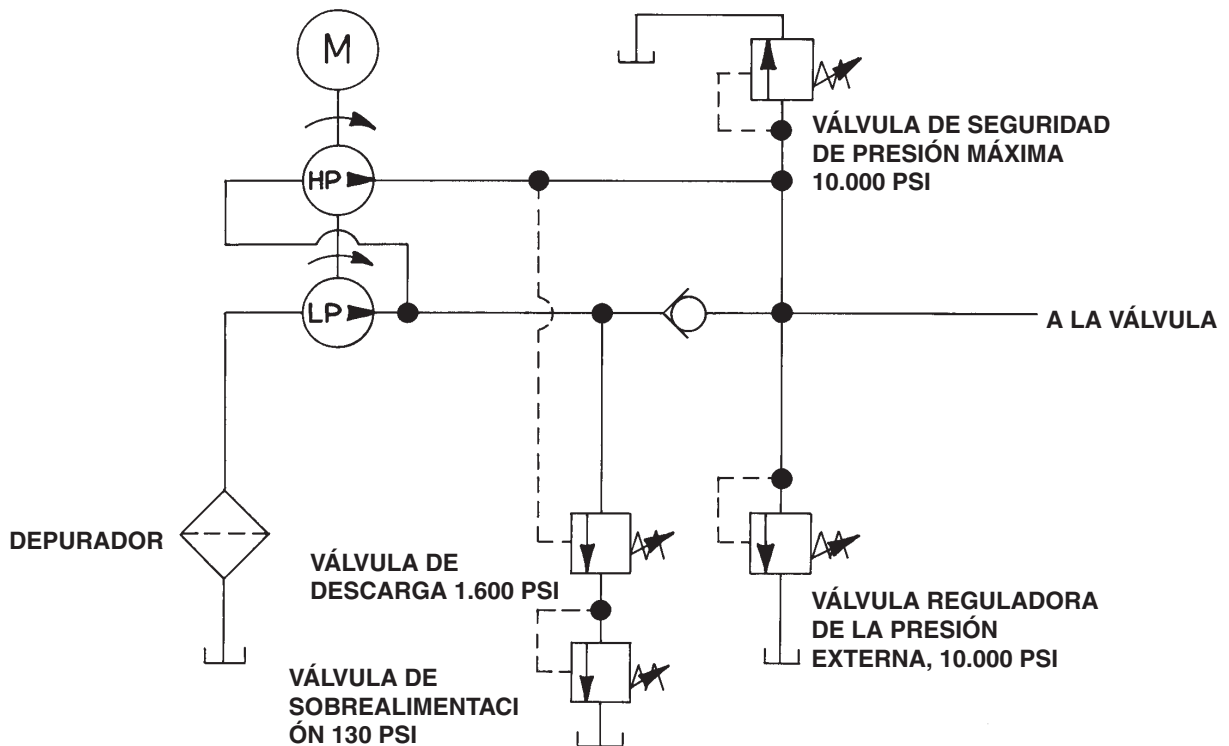 M
VÁLVULA DE SEGURIDAD
DE PRESIÓN MÁXIMA
10.000 PSI
HP
LP
A LA VÁLVULA
DEPURADOR
VÁLVULA DE
DESCARGA 1.600 PSI
VÁLVULA REGULADORA
DE LA PRESIÓN
EXTERNA, 10.000 PSI
VÁLVULA DE
SOBREALIMENTACI
ÓN 130 PSI